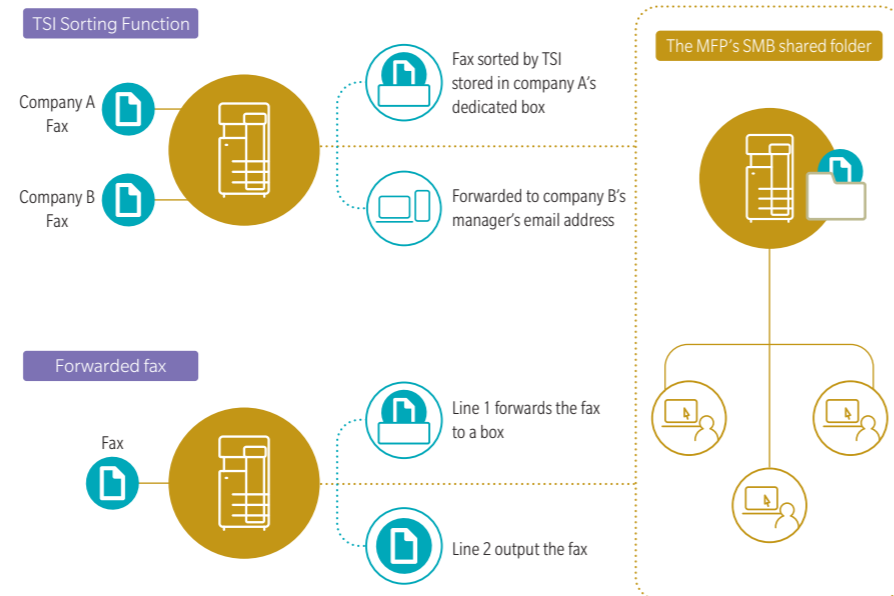 TSI Sorting Function
Company A
Fax
Company B
Fax
Fax sorted by TSI
stored in company A's
dedicated box
Forwarded to company B's
manager's email address
The MFP's SMB shared folder
Forwarded fax
Fax
Line 1 forwards the fax
to a box
Line 2 output the fax